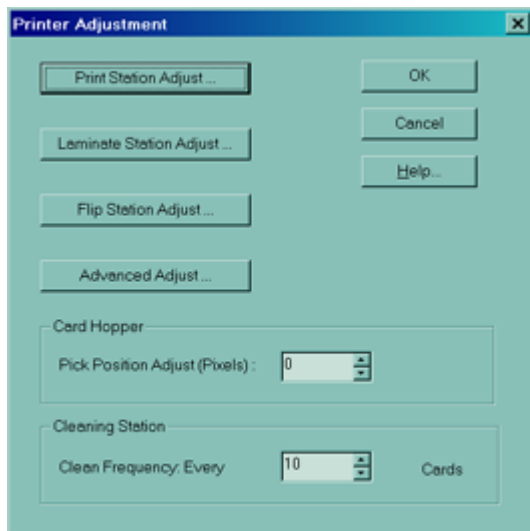 Printer Adjustment
Print Station Adjust ...
OK
Laminate Station Adjust ...
Cancel
Help...
Flip Station Adjust ...
Advanced Adjust ...
Card Hopper
Pick Position Adjust (Pixels) : 0
Cleaning Station
Clean Frequency: Every 10 Cards